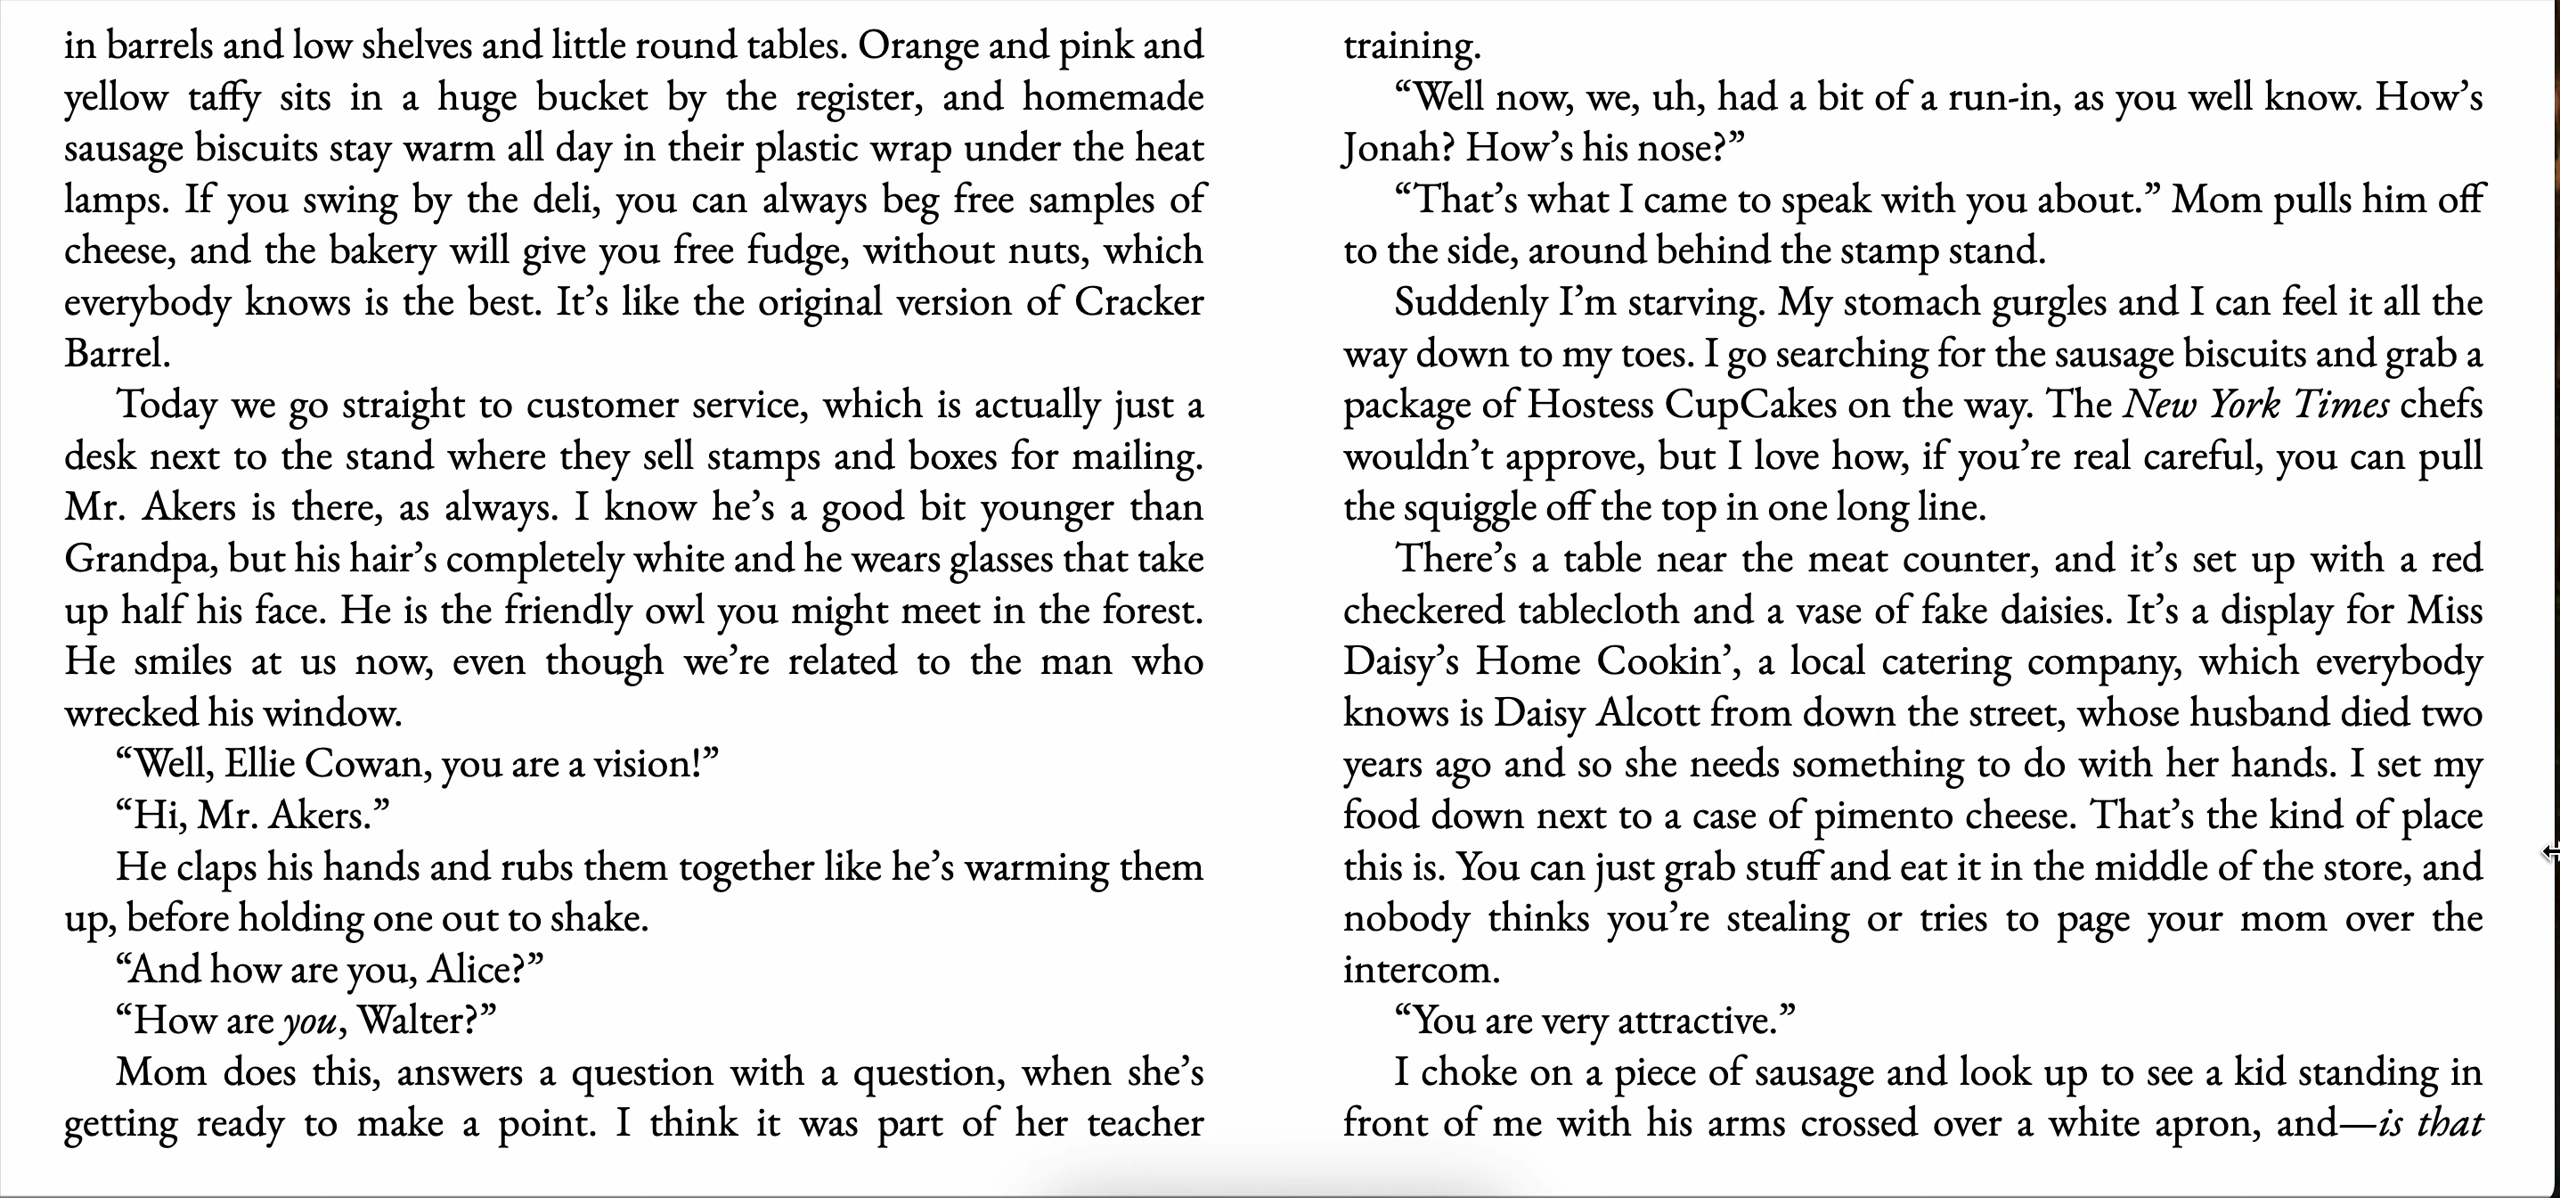 in barrels and low shelves and little round tables. Orange and pink and
yellow taffy sits in a huge bucket by the register, and homemade
sausage biscuits stay warm all day in their plastic wrap under the heat
lamps. If you swing by the deli, you can always beg free samples of
cheese, and the bakery will give you free fudge, without nuts, which
everybody knows is the best. It’s like the original version of Cracker
Barrel.
Today we go straight to customer service, which is actually just a
desk next to the stand where they sell stamps and boxes for mailing.
Mr. Akers is there, as always. I know he’s a good bit younger than
Grandpa, but his hair’s completely white and he wears glasses that take
up half his face. He is the friendly owl you might meet in the forest.
He smiles at us now, even though we’re related to the man who
wrecked his window.
“Well, Ellie Cowan, you are a vision!”
“Hi, Mr. Akers.”
He claps his hands and rubs them together like he’s warming them
up, before holding one out to shake.
“And how are you, Alice?”
“How are you, Walter?”
Mom does this, answers a question with a question, when she’s
getting ready to make a point. I think it was part of her teacher
training.
“Well now, we, uh, had a bit of a run-in, as you well know. How’s
Jonah? How’s his nose?”
“That’s what I came to speak with you about.” Mom pulls him off
to the side, around behind the stamp stand.
Suddenly I’m starving. My stomach gurgles and I can feel it all the
way down to my toes. I go searching for the sausage biscuits and grab a
package of Hostess CupCakes on the way. The New York Times chefs
wouldn’t approve, but I love how, if you’re real careful, you can pull
the squiggle off the top in one long line.
There’s a table near the meat counter, and it’s set up with a red
checkered tablecloth and a vase of fake daisies. It’s a display for Miss
Daisy’s Home Cookin’, a local catering company, which everybody
knows is Daisy Alcott from down the street, whose husband died two
years ago and so she needs something to do with her hands. I set my
food down next to a case of pimento cheese. That’s the kind of place
this is. You can just grab stuff and eat it in the middle of the store, and
nobody thinks you’re stealing or tries to page your mom over the
intercom.
“You are very attractive.”
I choke on a piece of sausage and look up to see a kid standing in
front of me with his arms crossed over a white apron, and—is that